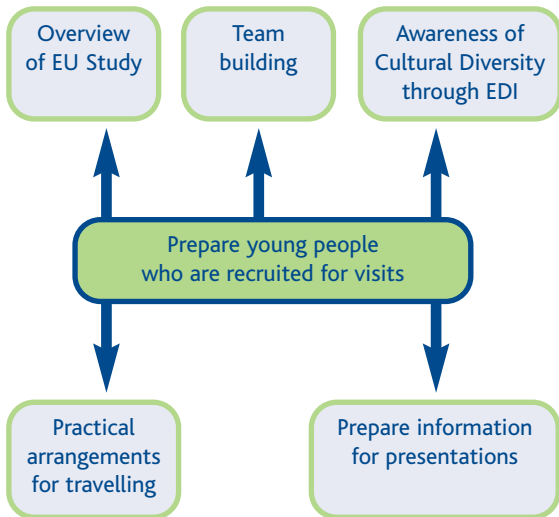 Overview
of EU Study
Team
building
Awareness of
Cultural Diversity
through EDI
Prepare young people
who are recruited for visits
Practical
arrangements
for travelling
Prepare information
for presentations